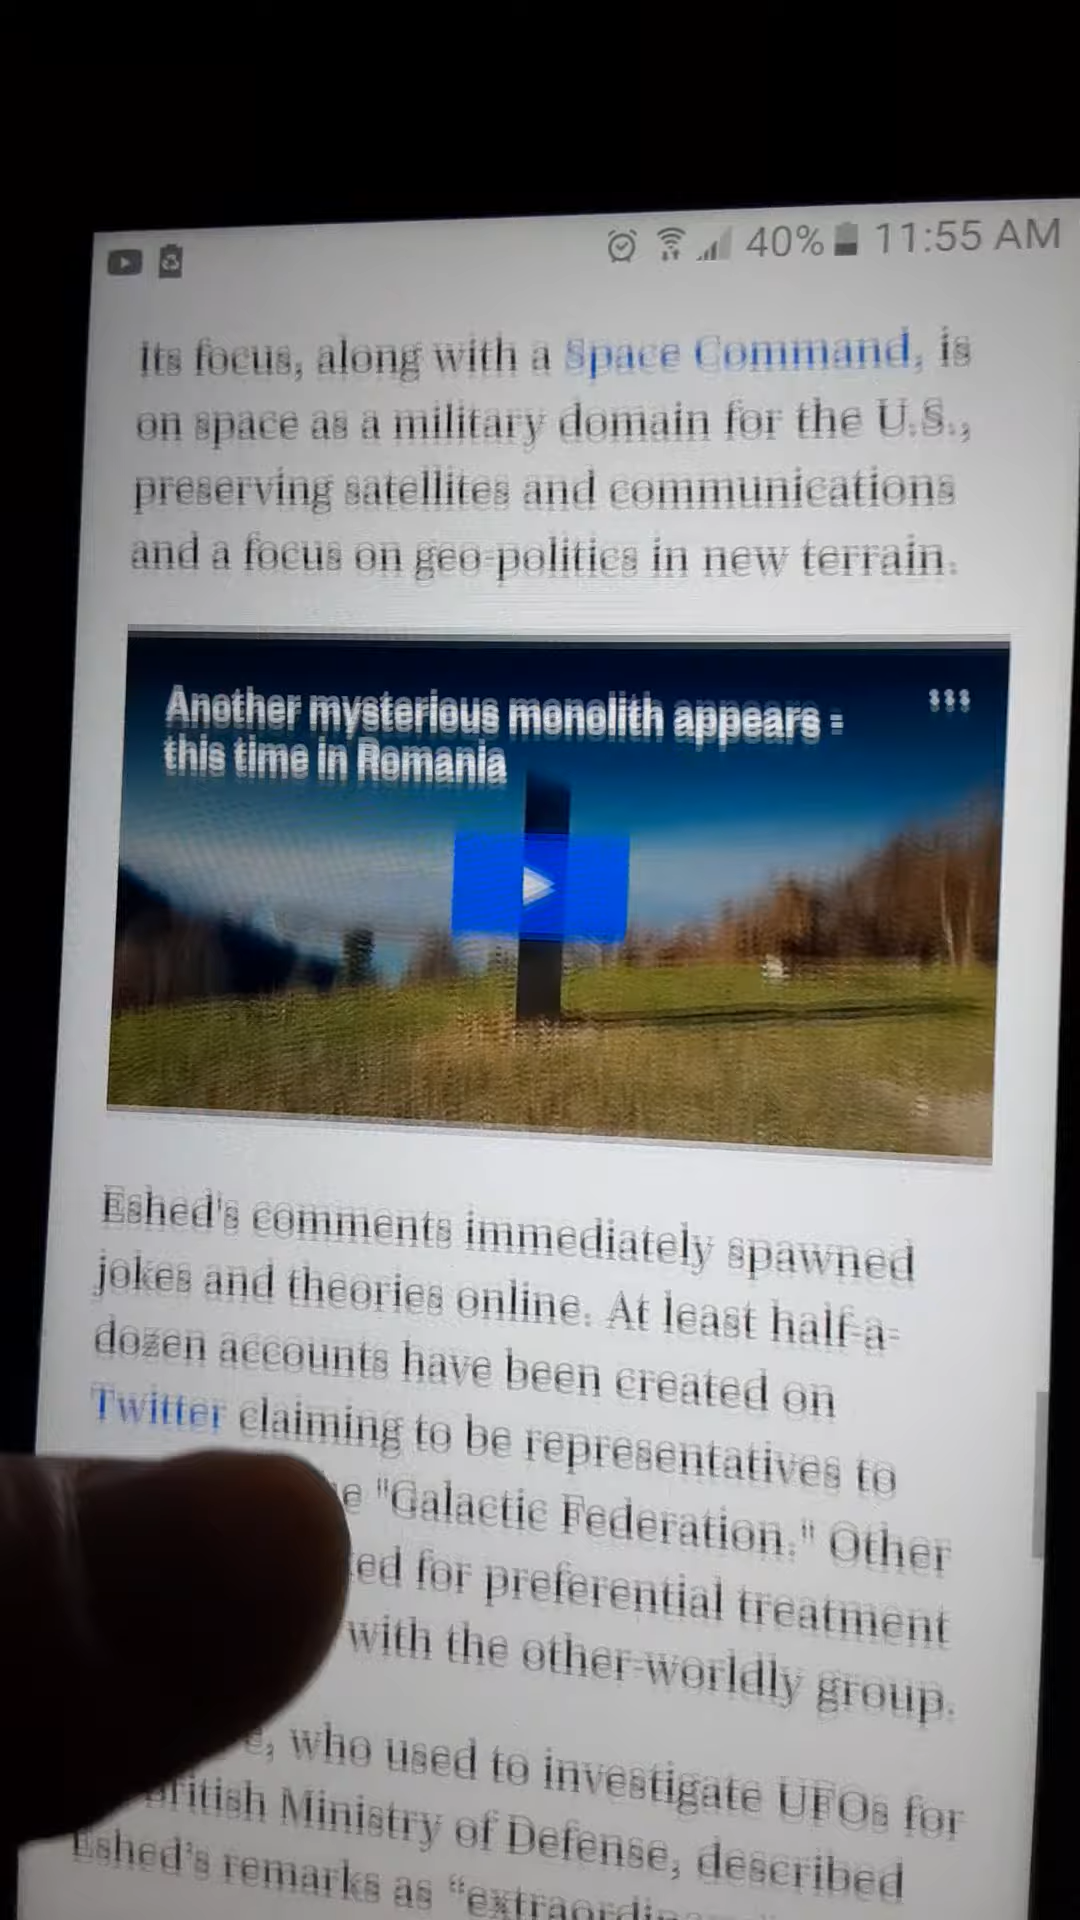 40% 11:55 AM
Its focus, along with a Space Command, is
on space as a military domain for the U.S.,
preserving satellites and communications
and a focus on geo-politics in new terrain.
Another mysterious monolith appears -
this time in Romania
Eshed's comments immediately spawned
jokes and theories online. At least half-a-
dozen accounts have been created on
Twitter claiming to be representatives to
"Galactic Federation." Other
for preferential treatment
with the other-worldly group.
who used to investigate UFOs for
British Ministry of Defense, described
Eshed's remarks as